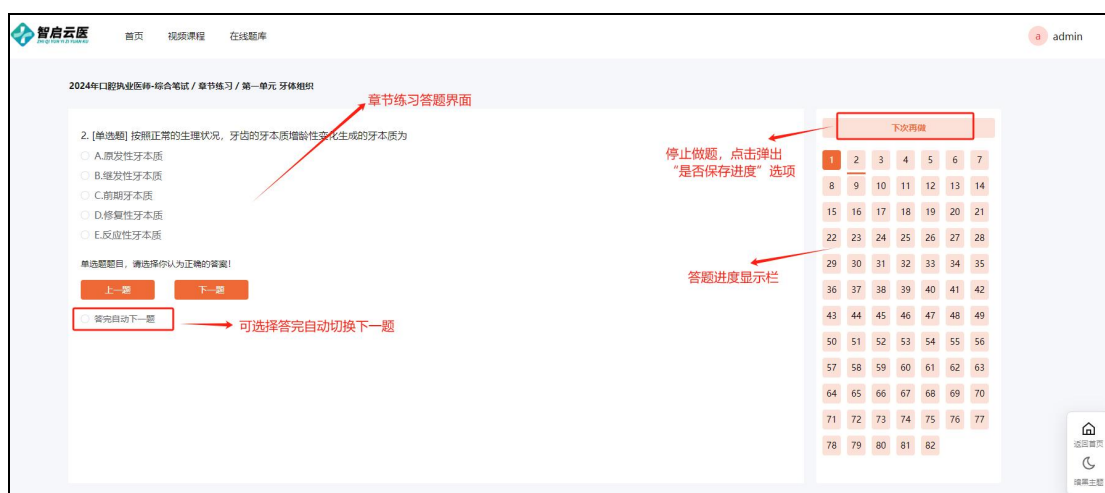 智启云医
首页 视频课程 在线题库
a admin
2024年口腔执业医师-综合笔试 / 章节练习 / 第一单元 牙体组织
章节练习答题界面
2. [单选题] 按照正常的生理状况，牙齿的牙本质增龄性变化生成的牙本质为
A.原发性牙本质
B.继发性牙本质
C.前期牙本质
D.修复性牙本质
E.反应性牙本质
单选题题目，请选择你认为正确的答案!
上一题 下一题
答完自动下一题
可选择答完自动切换下一题
停止做题，点击弹出
“是否保存进度”选项
答题进度显示栏
下次再做
1 2 3 4 5 6 7
8 9 10 11 12 13 14
15 16 17 18 19 20 21
22 23 24 25 26 27 28
29 30 31 32 33 34 35
36 37 38 39 40 41 42
43 44 45 46 47 48 49
50 51 52 53 54 55 56
57 58 59 60 61 62 63
64 65 66 67 68 69 70
71 72 73 74 75 76 77
78 79 80 81 82
返回首页
暗黑主题